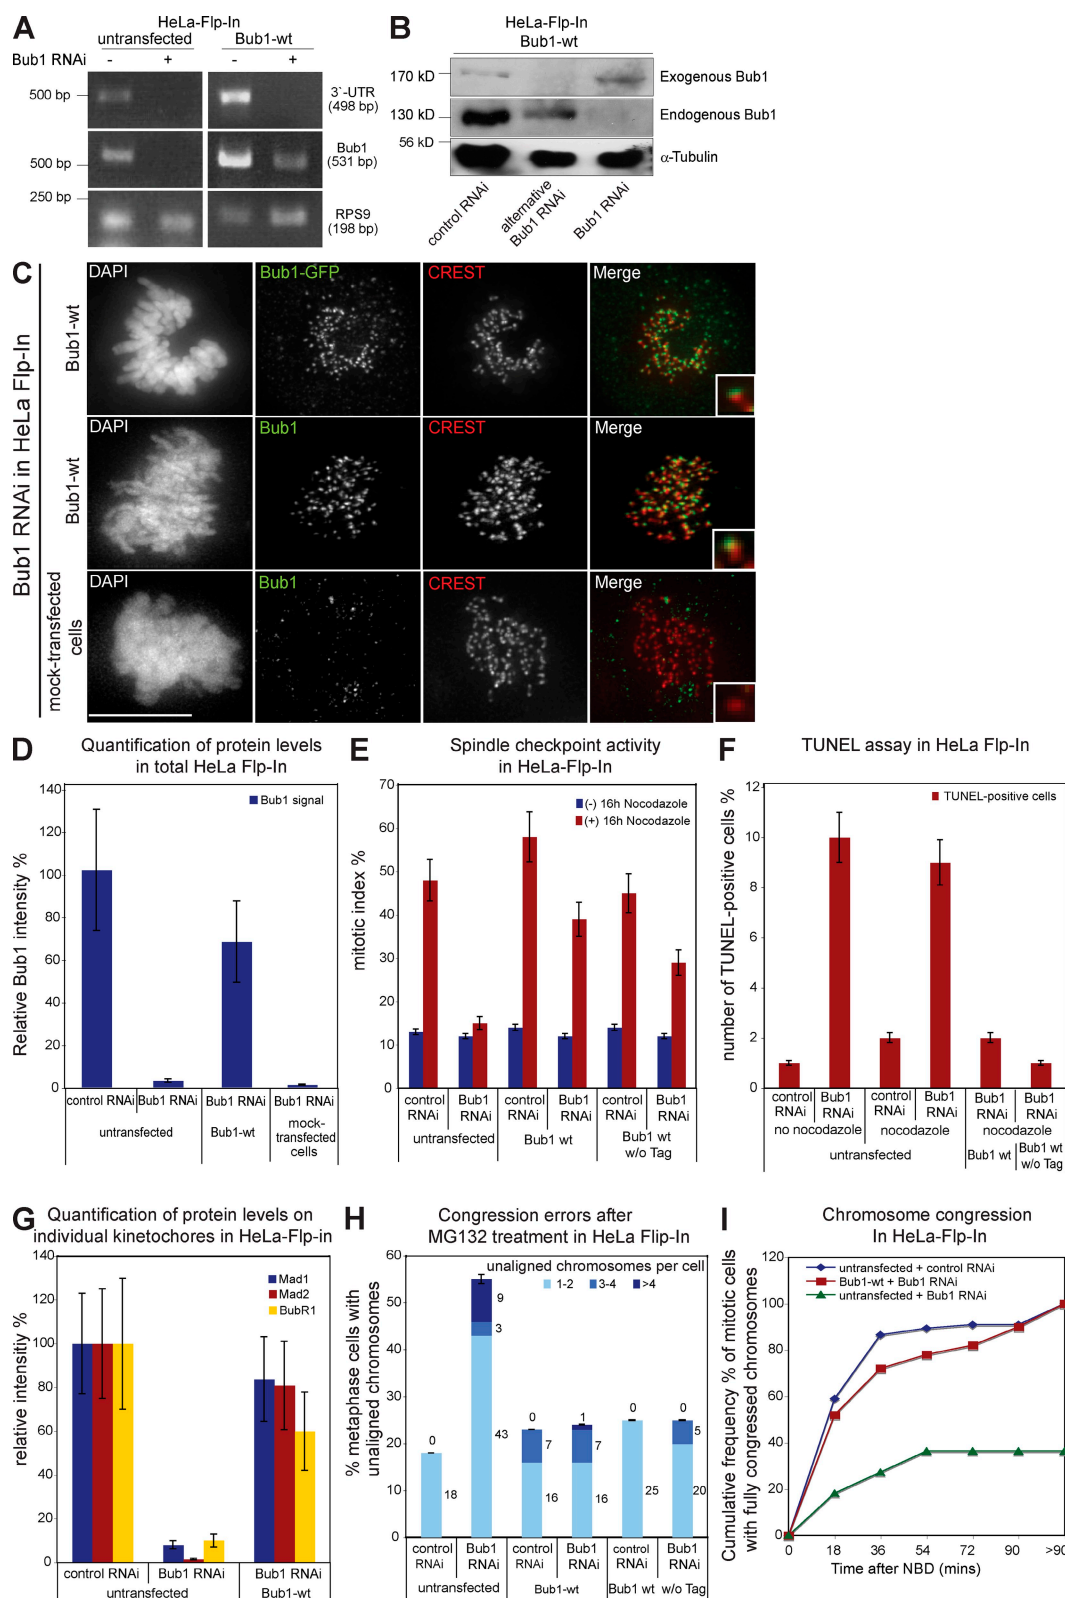 A
HeLa-Flp-In
untransfected Bub1-wt
Bub1 RNAi - + - +
500 bp
3`-UTR
(498 bp)
500 bp
Bub1
(531 bp)
250 bp
RPS9
(198 bp)
B
HeLa-Flp-In
Bub1-wt
170 kD
Exogenous Bub1
130 kD
Endogenous Bub1
56 kD
α-Tubulin
control RNAi
alternative
Bub1 RNAi
Bub1 RNAi
C
Bub1 RNAi in HeLa Flp-In
Bub1-wt
DAPI Bub1-GFP CREST Merge
Bub1-wt
DAPI Bub1 CREST Merge
mock-transfected
cells
DAPI Bub1 CREST Merge
D
Quantification of protein levels
in total HeLa Flp-In
Bub1 signal
Relative Bub1 intensity %
140
120
100
80
60
40
20
0
control RNAi Bub1 RNAi Bub1 RNAi Bub1 RNAi
untransfected Bub1-wt mock-
transfected
cells
E
Spindle checkpoint activity
in HeLa-Flp-In
(-) 16h Nocodazole
(+) 16h Nocodazole
mitotic index %
70
60
50
40
30
20
10
0
control Bub1 control Bub1 control Bub1
RNAi RNAi RNAi RNAi RNAi RNAi
untransfected Bub1 wt Bub1 wt
w/o Tag
F
TUNEL assay in HeLa Flp-In
TUNEL-positive cells
number of TUNEL-positive cells %
12
10
8
6
4
2
0
control RNAi Bub1 RNAi control RNAi Bub1 RNAi Bub1 RNAi Bub1 RNAi
no nocodazole nocodazole nocodazole
untransfected Bub1 wt Bub1 wt
w/o Tag
G
Quantification of protein levels on
individual kinetochores in HeLa-Flp-in
Mad1
Mad2
BubR1
relative intensitiy %
140
120
100
80
60
40
20
0
control RNAi Bub1 RNAi Bub1 RNAi
untransfected Bub1-wt
H
Congression errors after
MG132 treatment in HeLa Flip-In
unaligned chromosomes per cell
1-2 3-4 >4
% metaphase cells with
unaligned chromosomes
60
50
40
30
20
10
0
0
18
9
3
43
0
7
16
1
7
16
0
25
0
5
20
control Bub1 control Bub1 control Bub1
RNAi RNAi RNAi RNAi RNAi RNAi
untransfected Bub1-wt Bub1 wt w/o Tag
I
Chromosome congression
In HeLa-Flp-In
untransfected + control RNAi
Bub1-wt + Bub1 RNAi
untransfected + Bub1 RNAi
Cumulative frequency % of mitotic cells
with fully congressed chromosomes
120
100
80
60
40
20
0
0 18 36 54 72 90 >90
Time after NBD (mins)